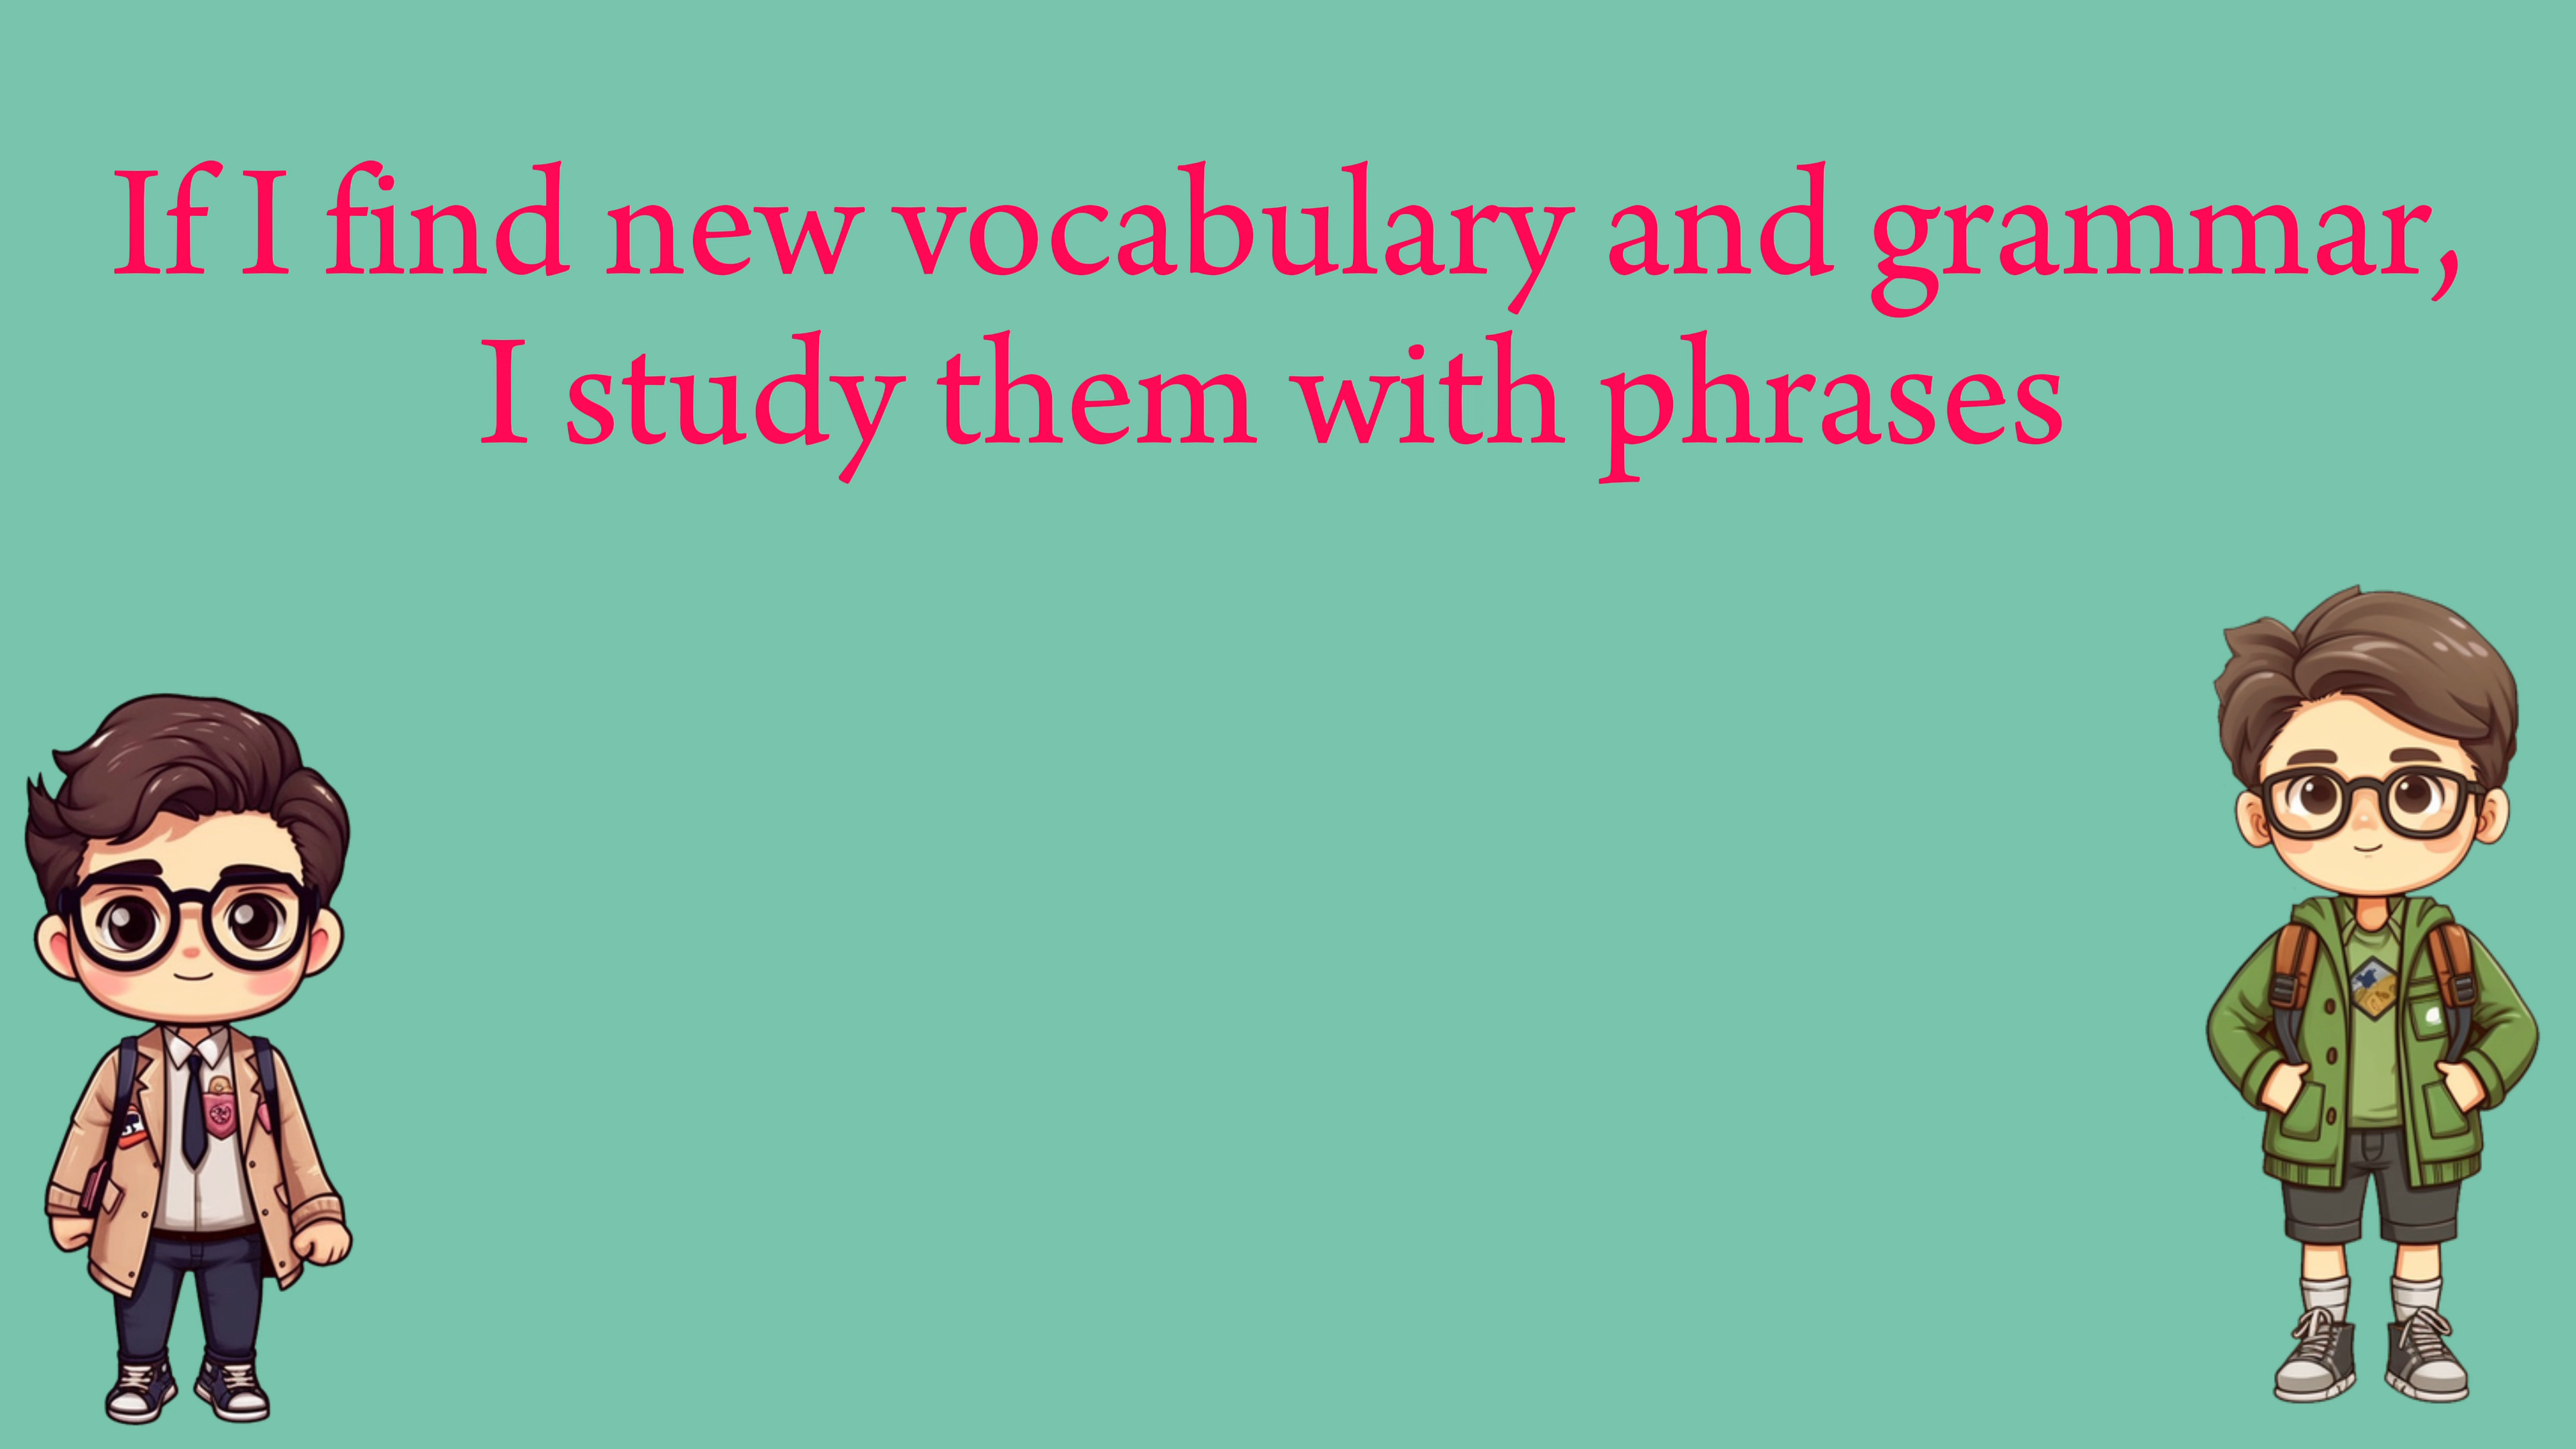 If I find new vocabulary and grammar,
I study them with phrases